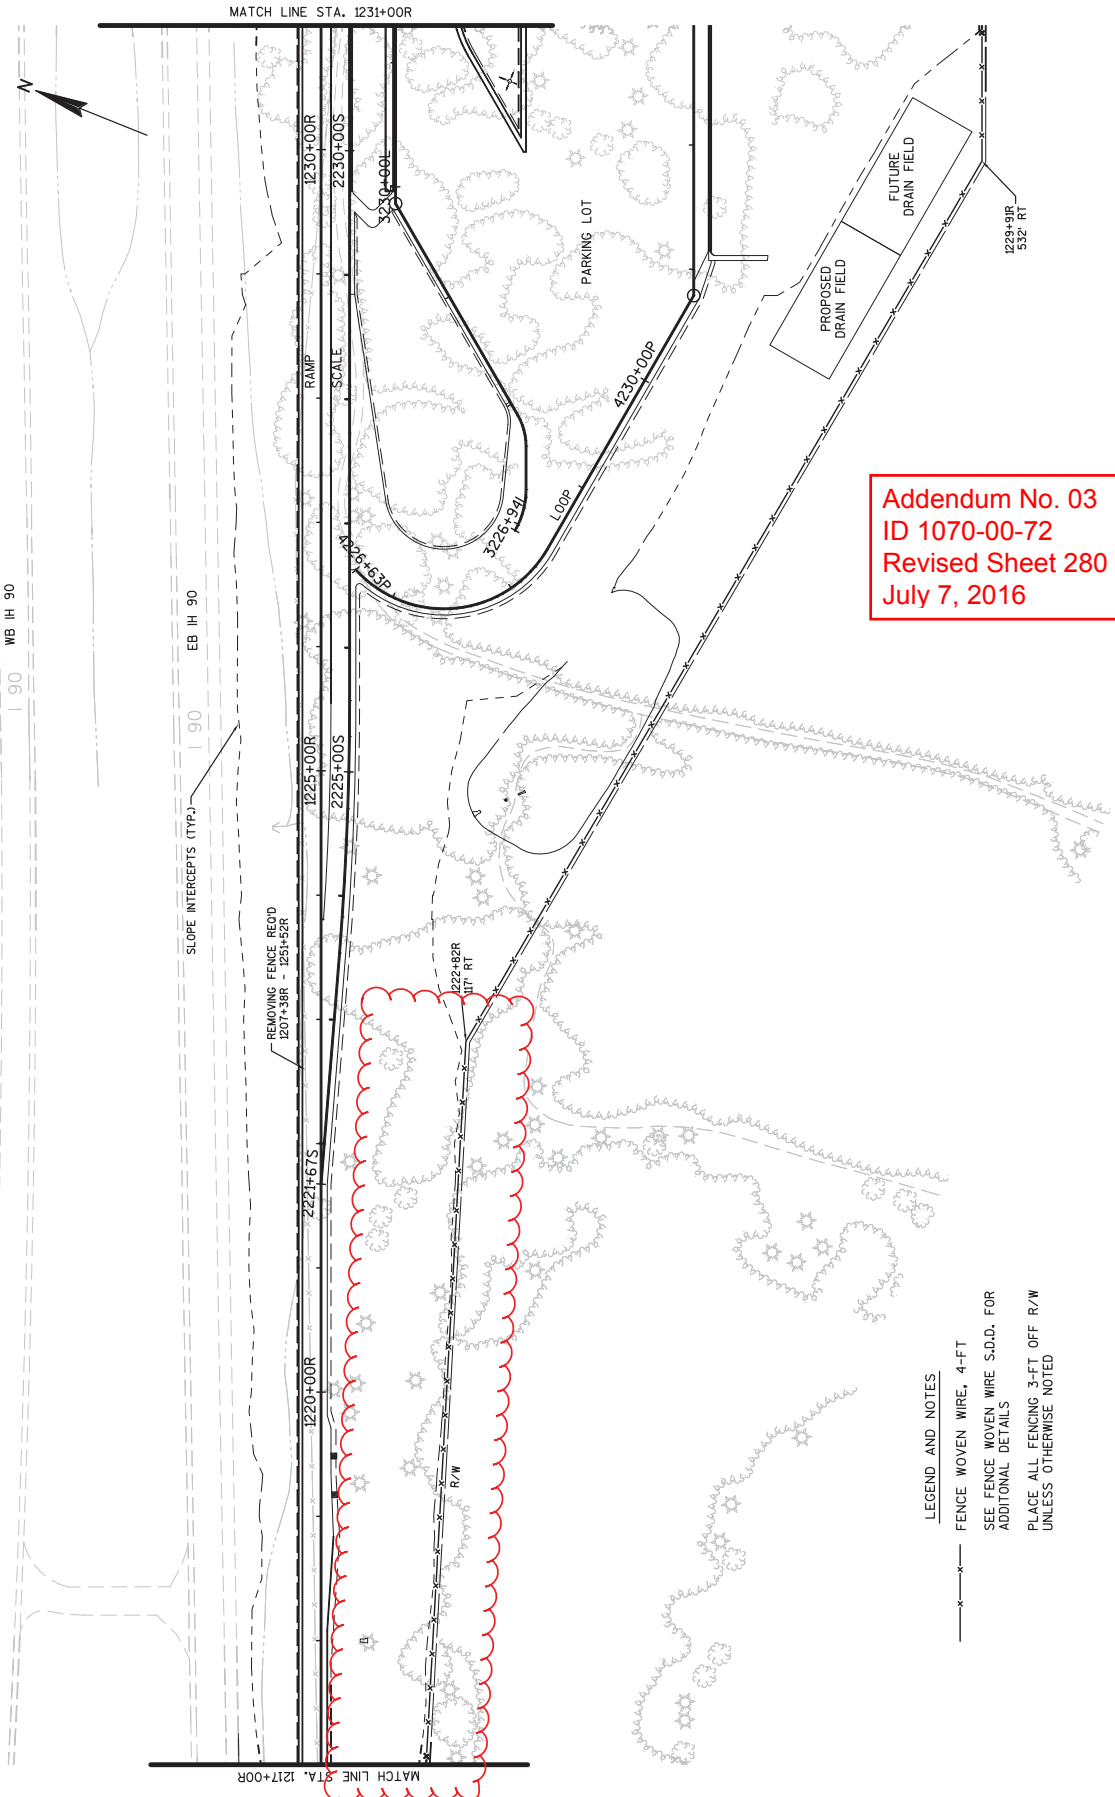 MATCH LINE STA. 1231+00R
N
1230+00R
2230+00S
3230+00L
PARKING LOT
FUTURE
DRAIN FIELD
PROPOSED
DRAIN FIELD
1229+91R
532' RT
RAMP
SCALE
4230+00P
LOOP
3226+94L
4226+63P
Addendum No. 03
ID 1070-00-72
Revised Sheet 280
July 7, 2016
WB IH 90
I 90
EB IH 90
I 90
SLOPE INTERCEPTS (TYP.)
1225+00R
2225+00S
REMOVING FENCE REQ'D
1207+38R - 1251+52R
1222+82R
117' RT
2221+67S
1220+00R
R/W
LEGEND AND NOTES
FENCE WOVEN WIRE, 4-FT
SEE FENCE WOVEN WIRE S.D.D. FOR
ADDITONAL DETAILS
PLACE ALL FENCING 3-FT OFF R/W
UNLESS OTHERWISE NOTED
MATCH LINE STA. 1217+00R